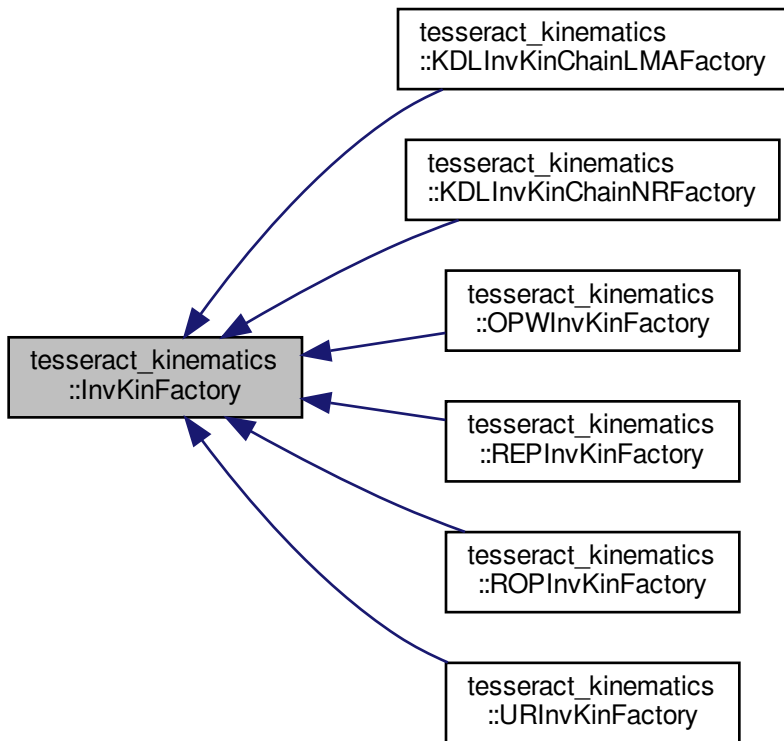 tesseract_kinematics
::KDLInvKinChainLMAFactory
tesseract_kinematics
::KDLInvKinChainNRFactory
tesseract_kinematics
::OPWInvKinFactory
tesseract_kinematics
::InvKinFactory
tesseract_kinematics
::REPInvKinFactory
tesseract_kinematics
::ROPInvKinFactory
tesseract_kinematics
::URInvKinFactory